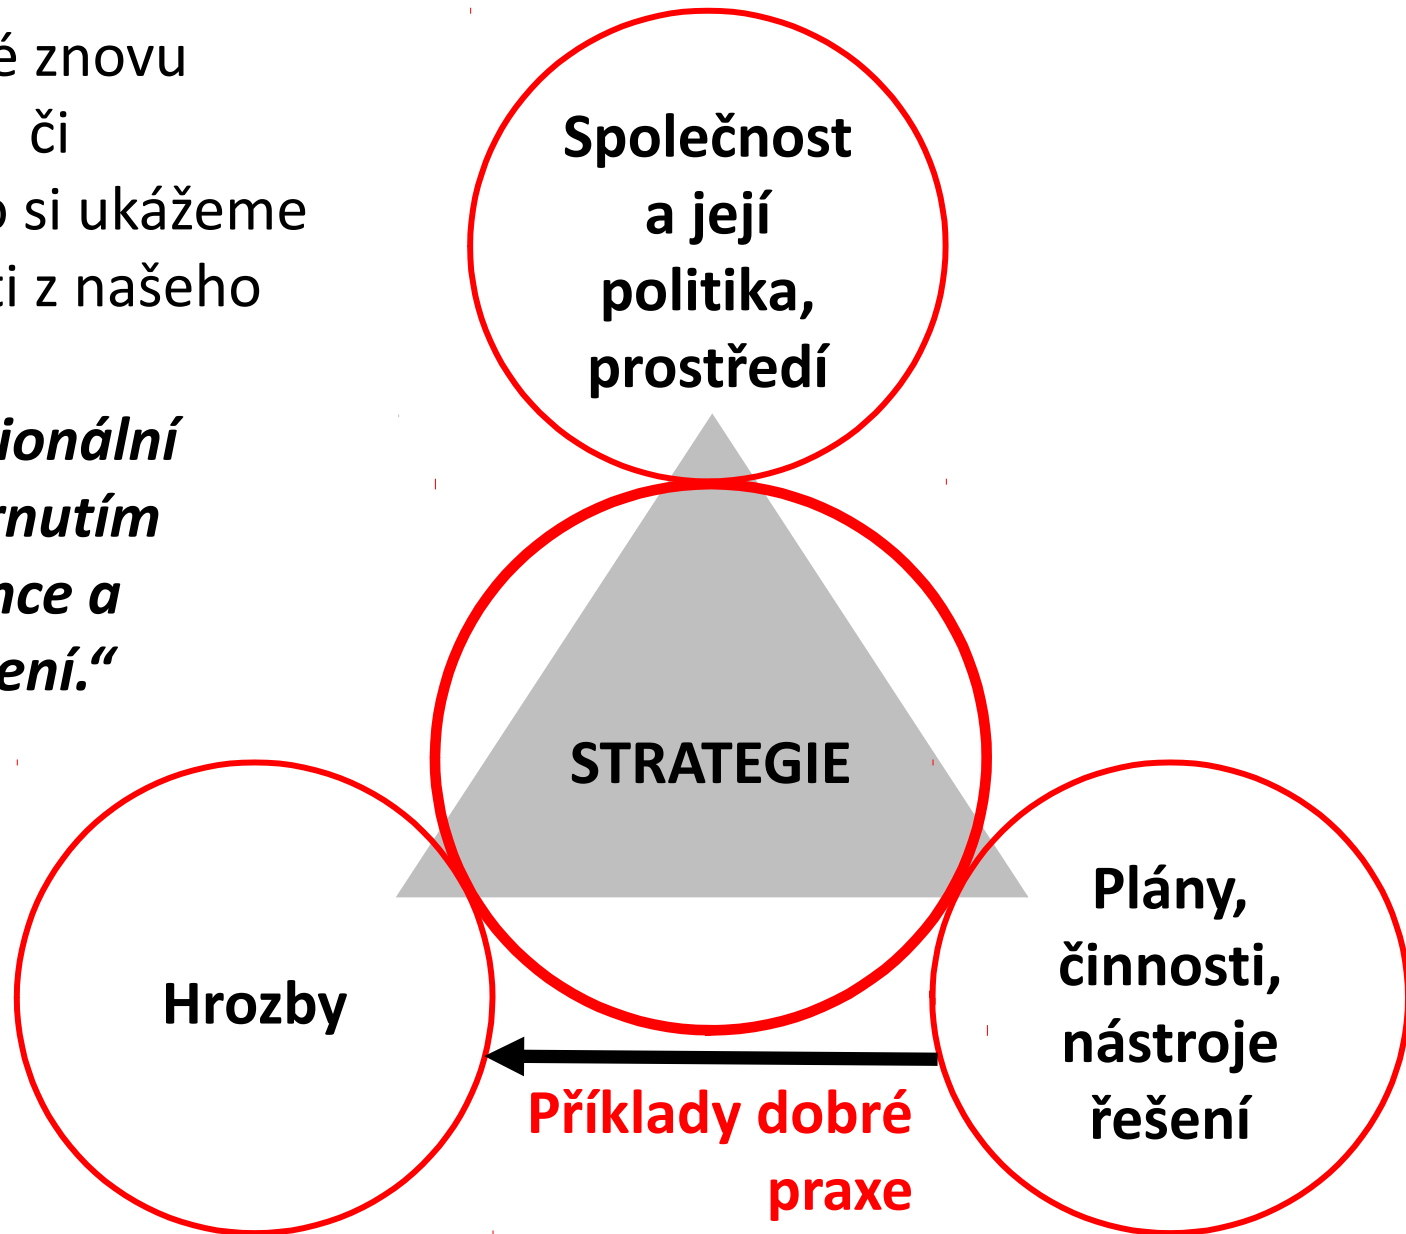 é znovu
či
o si ukážeme
ti z našeho
ionální
rnutím
nce a
ení.“
Společnost
a její
politika,
prostředí
STRATEGIE
Hrozby
Plány,
činnosti,
nástroje
řešení
Příklady dobré
praxe